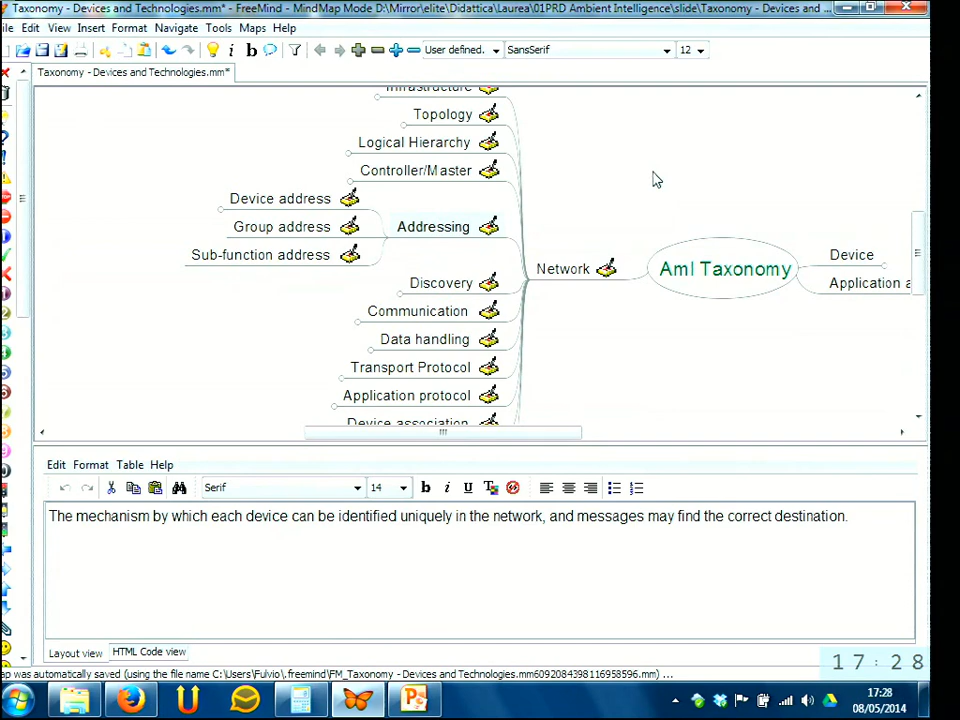 Taxonomy - Devices and Technologies.mm* - FreeMind - MindMap Mode D:\Mirror\elite\Didattica\Laurea\01PRD Ambient Intelligence\slide\Taxonomy - Devices and ...
ile Edit View Insert Format Navigate Tools Maps Help
User defined. SansSerif 12
Taxonomy - Devices and Technologies.mm*
Infrastructure
Topology
Logical Hierarchy
Controller/Master
Device address
Group address
Addressing
Sub-function address
Network
AmI Taxonomy
Device
Application a
Discovery
Communication
Data handling
Transport Protocol
Application protocol
Device association
Edit Format Table Help
Serif 14 b i U
The mechanism by which each device can be identified uniquely in the network, and messages may find the correct destination.
Layout view HTML Code view
17:28
ap was automatically saved (using the file name C:\Users\Fulvio\.freemind\FM_Taxonomy - Devices and Technologies.mm6092084398116958596.mm) ...
17:28
08/05/2014